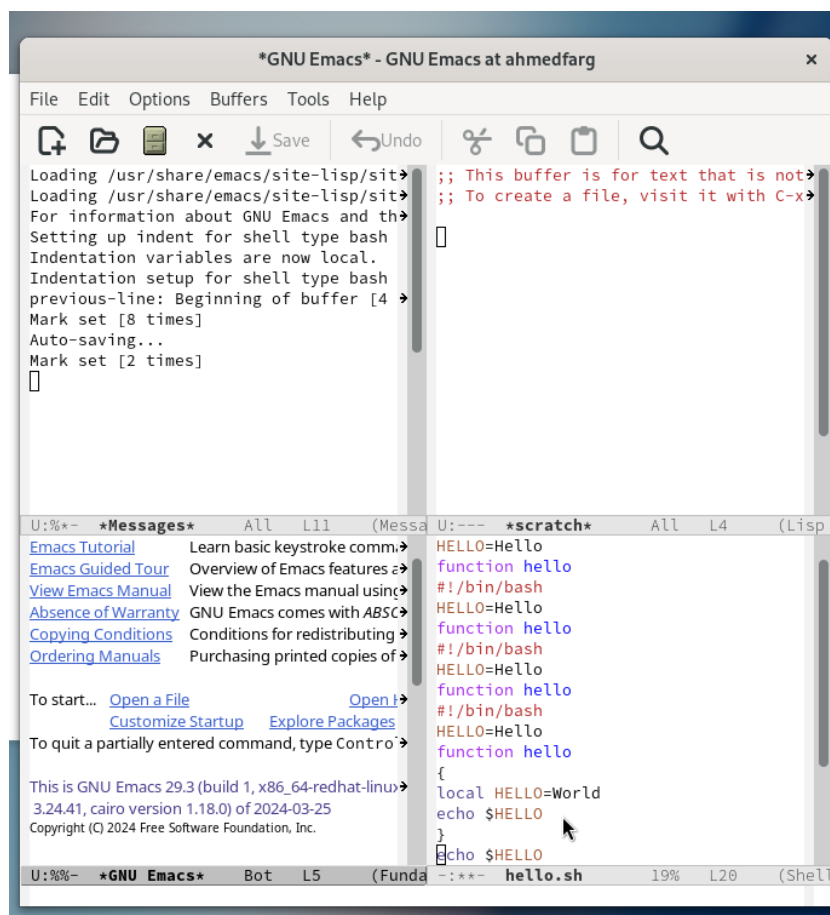 *GNU Emacs* - GNU Emacs at ahmedfarg
File Edit Options Buffers Tools Help
Save Undo
Loading /usr/share/emacs/site-lisp/sit
Loading /usr/share/emacs/site-lisp/sit
For information about GNU Emacs and th
Setting up indent for shell type bash
Indentation variables are now local.
Indentation setup for shell type bash
previous-line: Beginning of buffer [4
Mark set [8 times]
Auto-saving...
Mark set [2 times]
U:%*- *Messages* All L11 (Messa
;; This buffer is for text that is not
;; To create a file, visit it with C-x
U:--- *scratch* All L4 (Lisp
Emacs Tutorial Learn basic keystroke comm
Emacs Guided Tour Overview of Emacs features a
View Emacs Manual View the Emacs manual using
Absence of Warranty GNU Emacs comes with ABSO
Copying Conditions Conditions for redistributing
Ordering Manuals Purchasing printed copies of
To start... Open a File Open H
Customize Startup Explore Packages
To quit a partially entered command, type Contro
This is GNU Emacs 29.3 (build 1, x86_64-redhat-linux
3.24.41, cairo version 1.18.0) of 2024-03-25
Copyright (C) 2024 Free Software Foundation, Inc.
U:%%- *GNU Emacs* Bot L5 (Funda
HELLO=Hello
function hello
#!/bin/bash
HELLO=Hello
function hello
#!/bin/bash
HELLO=Hello
function hello
#!/bin/bash
HELLO=Hello
function hello
{
local HELLO=World
echo $HELLO
}
echo $HELLO
-:**- hello.sh 19% L20 (Shell